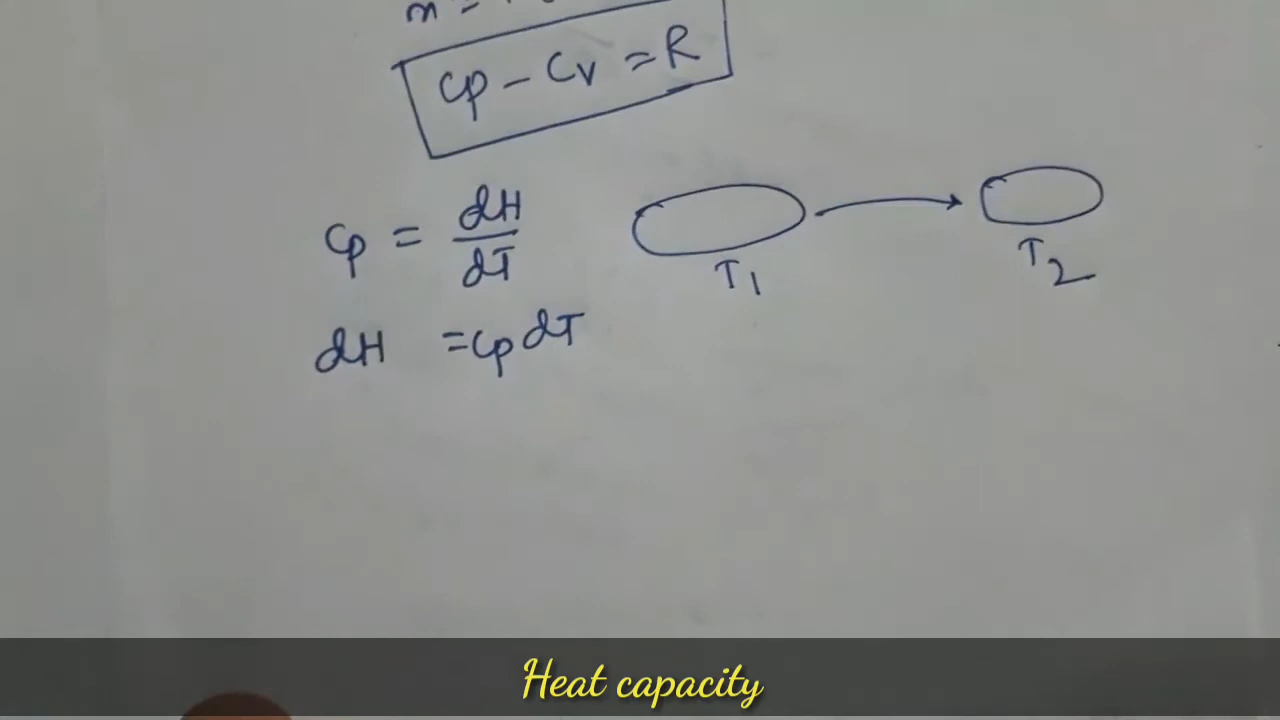 Cp - Cv = R
Cp = dH/dT
T1
T2
dH = Cp dT
Heat capacity